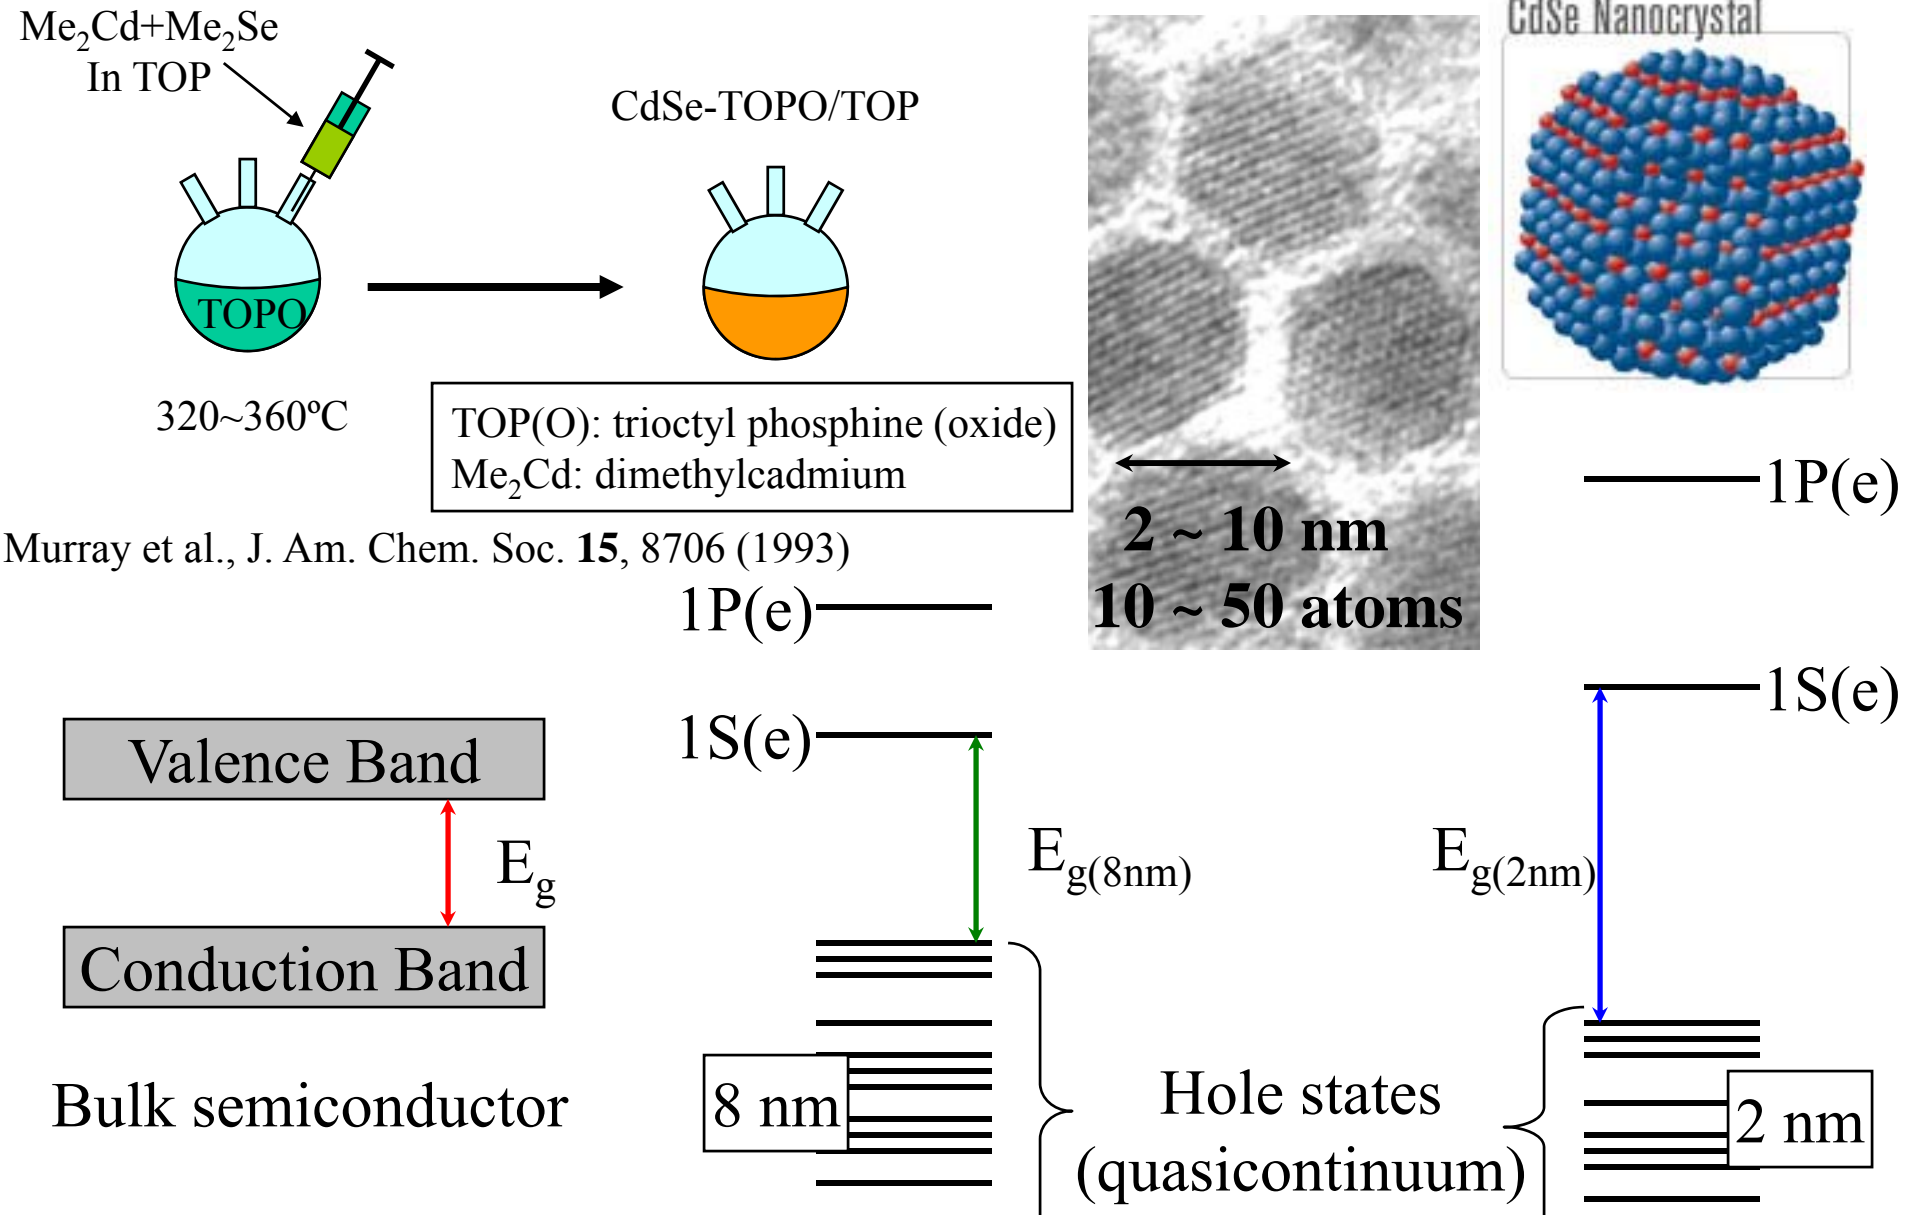 Me₂Cd+Me₂Se
In TOP
CdSe-TOPO/TOP
CdSe Nanocrystal
TOPO
320~360ºC
TOP(O): trioctyl phosphine (oxide)
Me₂Cd: dimethylcadmium
Murray et al., J. Am. Chem. Soc. 15, 8706 (1993)
2 ~ 10 nm
10 ~ 50 atoms
1P(e)
1S(e)
1P(e)
1S(e)
Valence Band
E₉
Conduction Band
Bulk semiconductor
Eg(8nm)
Eg(2nm)
8 nm
Hole states
(quasicontinuum)
2 nm